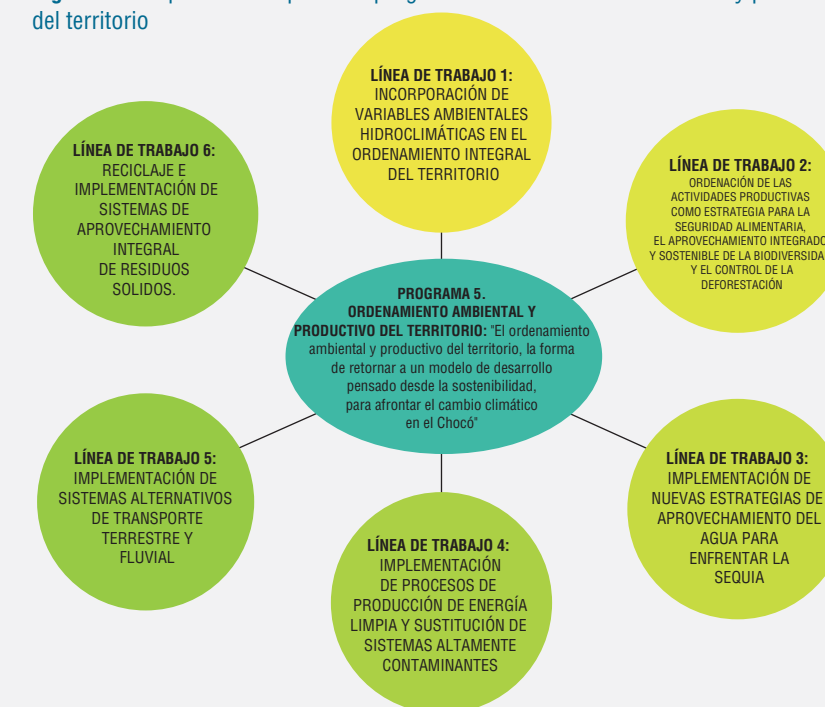 del territorio
LÍNEA DE TRABAJO 1:
INCORPORACIÓN DE
VARIABLES AMBIENTALES
HIDROCLIMÁTICAS EN EL
ORDENAMIENTO INTEGRAL
DEL TERRITORIO
LÍNEA DE TRABAJO 2:
ORDENACIÓN DE LAS
ACTIVIDADES PRODUCTIVAS
COMO ESTRATEGIA PARA LA
SEGURIDAD ALIMENTARIA,
EL APROVECHAMIENTO INTEGRADO
Y SOSTENIBLE DE LA BIODIVERSIDA
Y EL CONTROL DE LA
DEFORESTACIÓN
LÍNEA DE TRABAJO 3:
IMPLEMENTACIÓN DE
NUEVAS ESTRATEGIAS DE
APROVECHAMIENTO DEL
AGUA PARA
ENFRENTAR LA
SEQUIA
LÍNEA DE TRABAJO 4:
IMPLEMENTACIÓN
DE PROCESOS DE
PRODUCCIÓN DE ENERGÍA
LIMPIA Y SUSTITUCIÓN DE
SISTEMAS ALTAMENTE
CONTAMINANTES
LÍNEA DE TRABAJO 5:
IMPLEMENTACIÓN DE
SISTEMAS ALTERNATIVOS
DE TRANSPORTE
TERRESTRE Y
FLUVIAL
LÍNEA DE TRABAJO 6:
RECICLAJE E
IMPLEMENTACIÓN DE
SISTEMAS DE
APROVECHAMIENTO
INTEGRAL
DE RESIDUOS
SOLIDOS.
PROGRAMA 5.
ORDENAMIENTO AMBIENTAL Y
PRODUCTIVO DEL TERRITORIO: "El ordenamiento
ambiental y productivo del territorio, la forma
de retornar a un modelo de desarrollo
pensado desde la sostenibilidad,
para afrontar el cambio climático
en el Chocó"